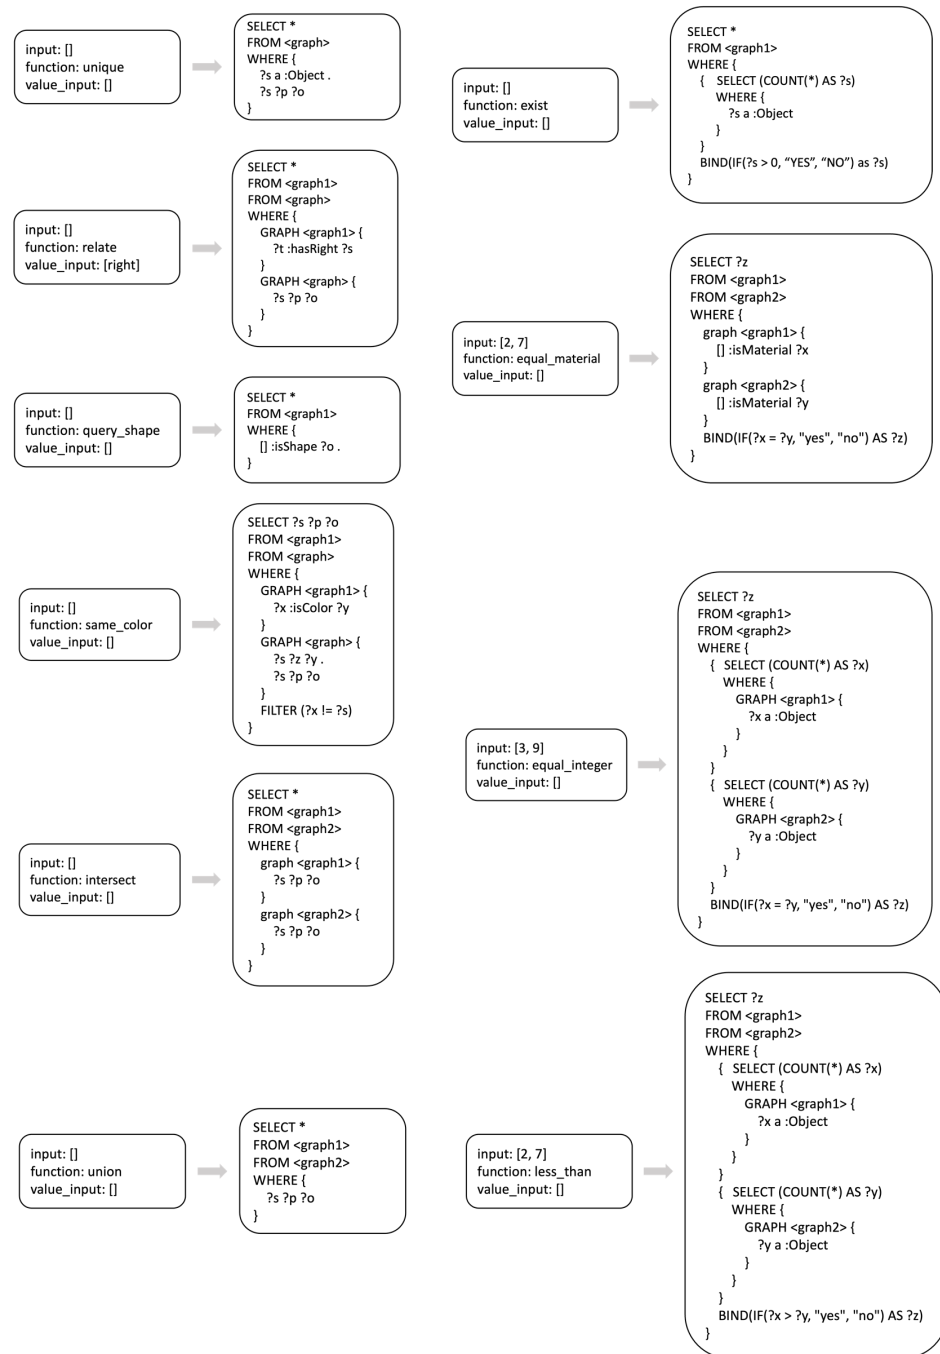 input: []
function: unique
value_input: []
SELECT *
FROM <graph>
WHERE {
?s a :Object .
?s ?p ?o
}
input: []
function: relate
value_input: [right]
SELECT *
FROM <graph1>
FROM <graph>
WHERE {
GRAPH <graph1> {
?t :hasRight ?s
}
GRAPH <graph> {
?s ?p ?o
}
}
input: []
function: query_shape
value_input: []
SELECT *
FROM <graph1>
WHERE {
[] :isShape ?o .
}
input: []
function: same_color
value_input: []
SELECT ?s ?p ?o
FROM <graph1>
FROM <graph>
WHERE {
GRAPH <graph1> {
?x :isColor ?y
}
GRAPH <graph> {
?s ?z ?y .
?s ?p ?o
}
FILTER (?x != ?s)
}
input: []
function: intersect
value_input: []
SELECT *
FROM <graph1>
FROM <graph2>
WHERE {
graph <graph1> {
?s ?p ?o
}
graph <graph2> {
?s ?p ?o
}
}
input: []
function: union
value_input: []
SELECT *
FROM <graph1>
FROM <graph2>
WHERE {
?s ?p ?o
}
input: []
function: exist
value_input: []
SELECT *
FROM <graph1>
WHERE {
{ SELECT (COUNT(*) AS ?s)
WHERE {
?s a :Object
}
}
BIND(IF(?s > 0, “YES”, “NO”) as ?s)
}
input: [2, 7]
function: equal_material
value_input: []
SELECT ?z
FROM <graph1>
FROM <graph2>
WHERE {
graph <graph1> {
[] :isMaterial ?x
}
graph <graph2> {
[] :isMaterial ?y
}
BIND(IF(?x = ?y, "yes", "no") AS ?z)
}
input: [3, 9]
function: equal_integer
value_input: []
SELECT ?z
FROM <graph1>
FROM <graph2>
WHERE {
{ SELECT (COUNT(*) AS ?x)
WHERE {
GRAPH <graph1> {
?x a :Object
}
}
}
{ SELECT (COUNT(*) AS ?y)
WHERE {
GRAPH <graph2> {
?y a :Object
}
}
}
BIND(IF(?x = ?y, "yes", "no") AS ?z)
}
input: [2, 7]
function: less_than
value_input: []
SELECT ?z
FROM <graph1>
FROM <graph2>
WHERE {
{ SELECT (COUNT(*) AS ?x)
WHERE {
GRAPH <graph1> {
?x a :Object
}
}
}
{ SELECT (COUNT(*) AS ?y)
WHERE {
GRAPH <graph2> {
?y a :Object
}
}
}
BIND(IF(?x > ?y, "yes", "no") AS ?z)
}